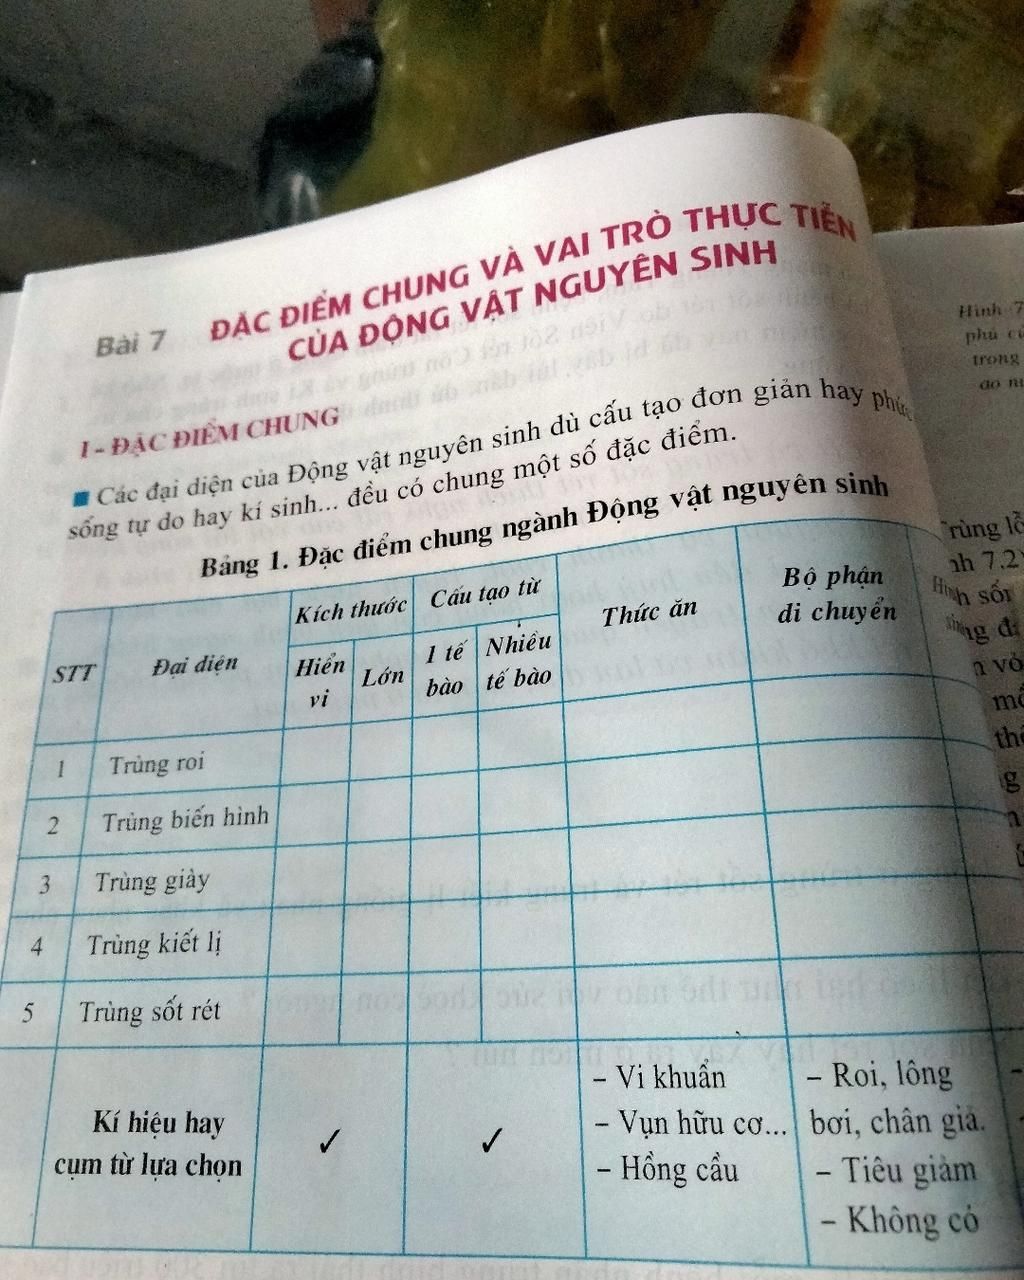 Bài 7
ĐẶC ĐIỂM CHUNG VÀ VAI TRÒ THỰC TIỄN
CỦA ĐỘNG VẬT NGUYÊN SINH
I - ĐẶC ĐIỂM CHUNG
Các đại diện của Động vật nguyên sinh dù cấu tạo đơn giản hay phức
sống tự do hay kí sinh... đều có chung một số đặc điểm.
Bảng 1. Đặc điểm chung ngành Động vật nguyên sinh
STT Đại diện Kích thước Cấu tạo từ Thức ăn Bộ phận di chuyển
Hiển vi Lớn 1 tế bào Nhiều tế bào
1 Trùng roi
2 Trùng biến hình
3 Trùng giày
4 Trùng kiết lị
5 Trùng sốt rét
Kí hiệu hay
cụm từ lựa chọn
✓ ✓
– Vi khuẩn
– Vụn hữu cơ...
– Hồng cầu
– Roi, lông
bơi, chân giả.
– Tiêu giảm
– Không có
Hình 7
phú
trong
ao